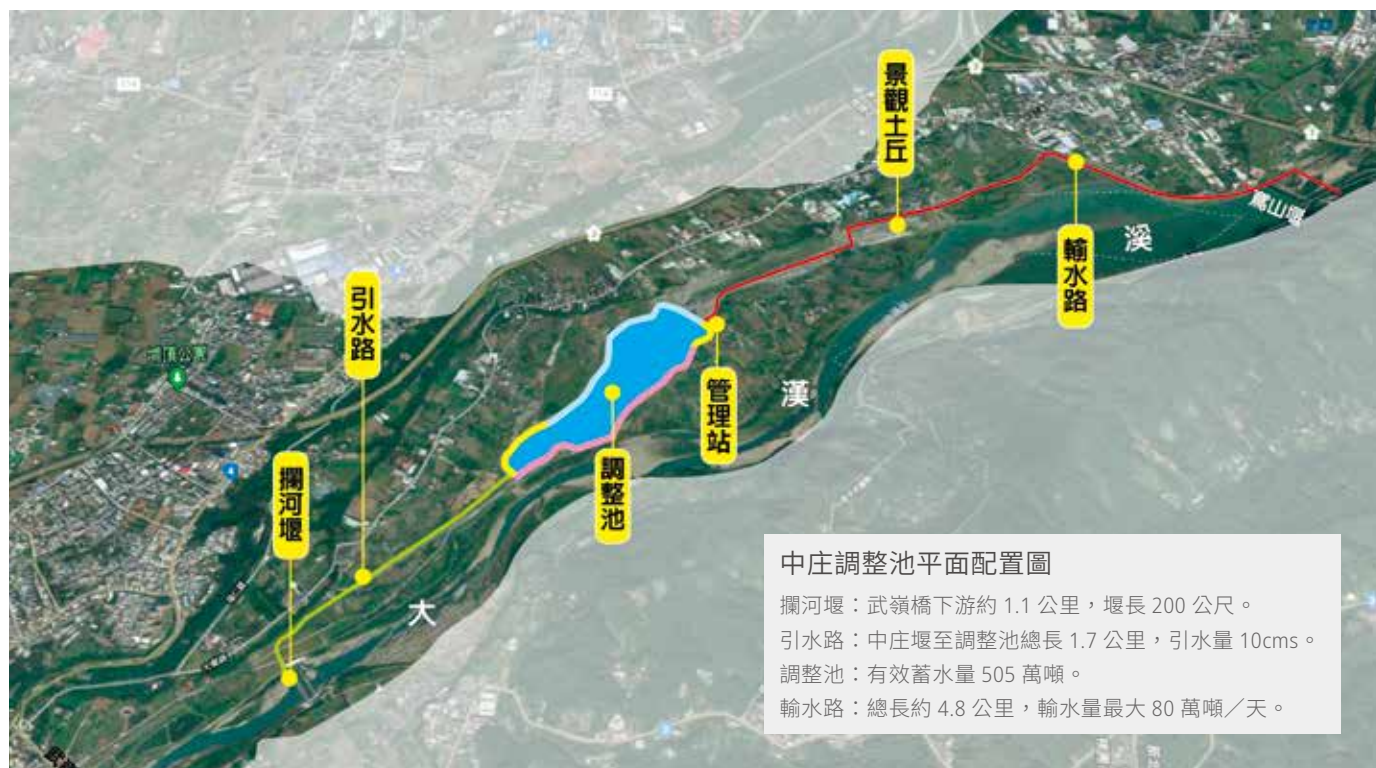 景觀土丘
輸水路
鳶山堰
溪
引水路
管理站
漢
調整池
攔河堰
大
中庄調整池平面配置圖
攔河堰：武嶺橋下游約 1.1 公里，堰長 200 公尺。
引水路：中庄堰至調整池總長 1.7 公里，引水量 10cms。
調整池：有效蓄水量 505 萬噸。
輸水路：總長約 4.8 公里，輸水量最大 80 萬噸／天。